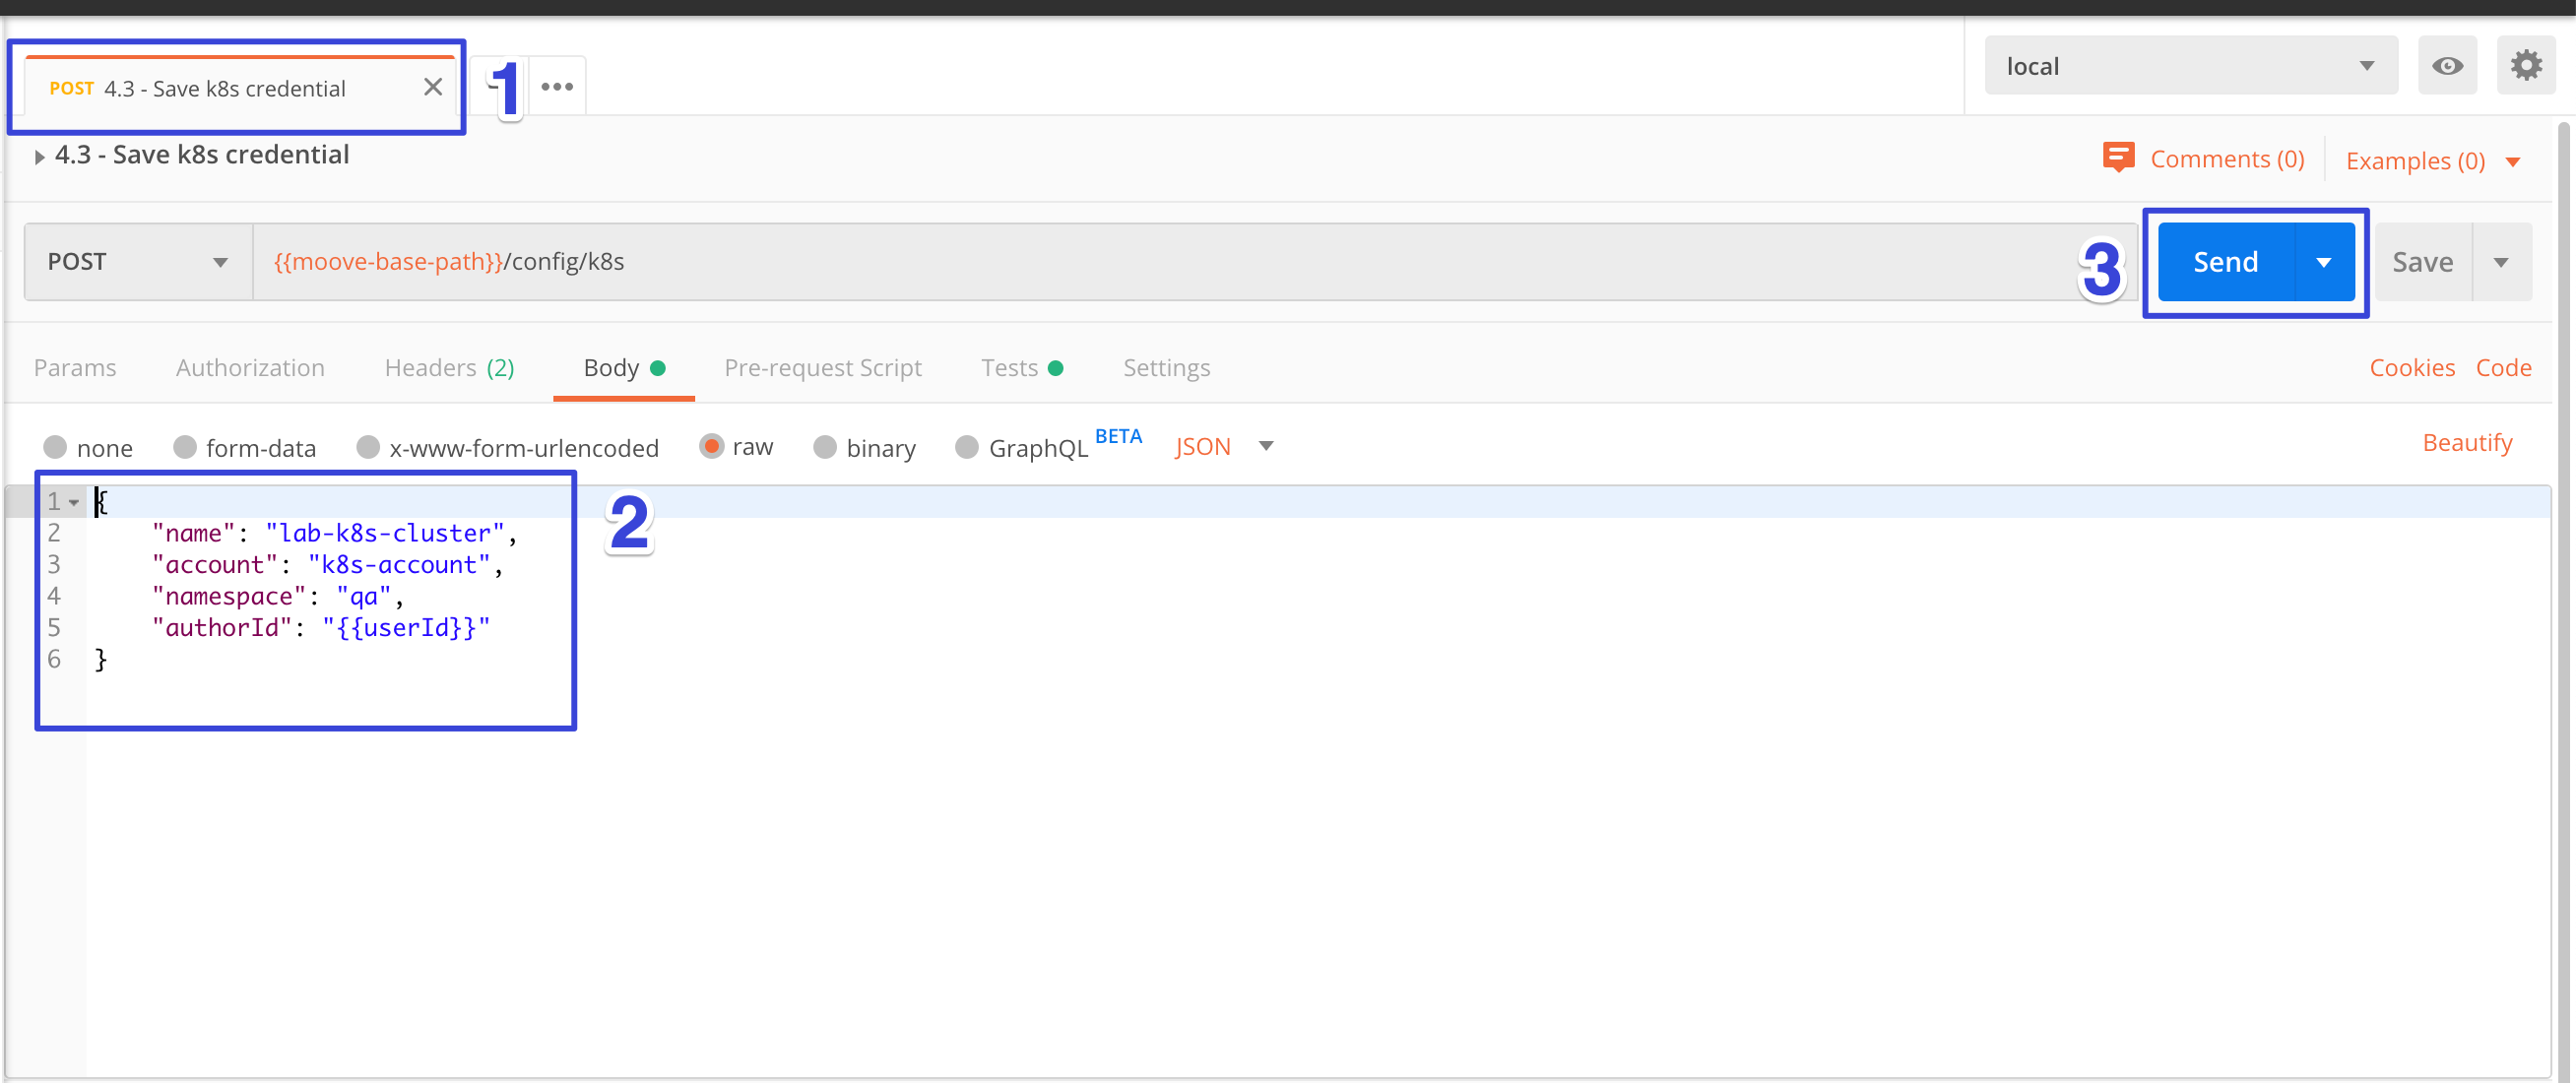 POST 4.3 - Save k8s credential
1
local
4.3 - Save k8s credential
Comments (0)
Examples (0)
POST
{{moove-base-path}}/config/k8s
3
Send
Save
Params
Authorization
Headers (2)
Body
Pre-request Script
Tests
Settings
Cookies
Code
none
form-data
x-www-form-urlencoded
raw
binary
GraphQL BETA
JSON
Beautify
1 {
2 "name": "lab-k8s-cluster",
3 "account": "k8s-account",
4 "namespace": "qa",
5 "authorId": "{{userId}}"
6 }
2